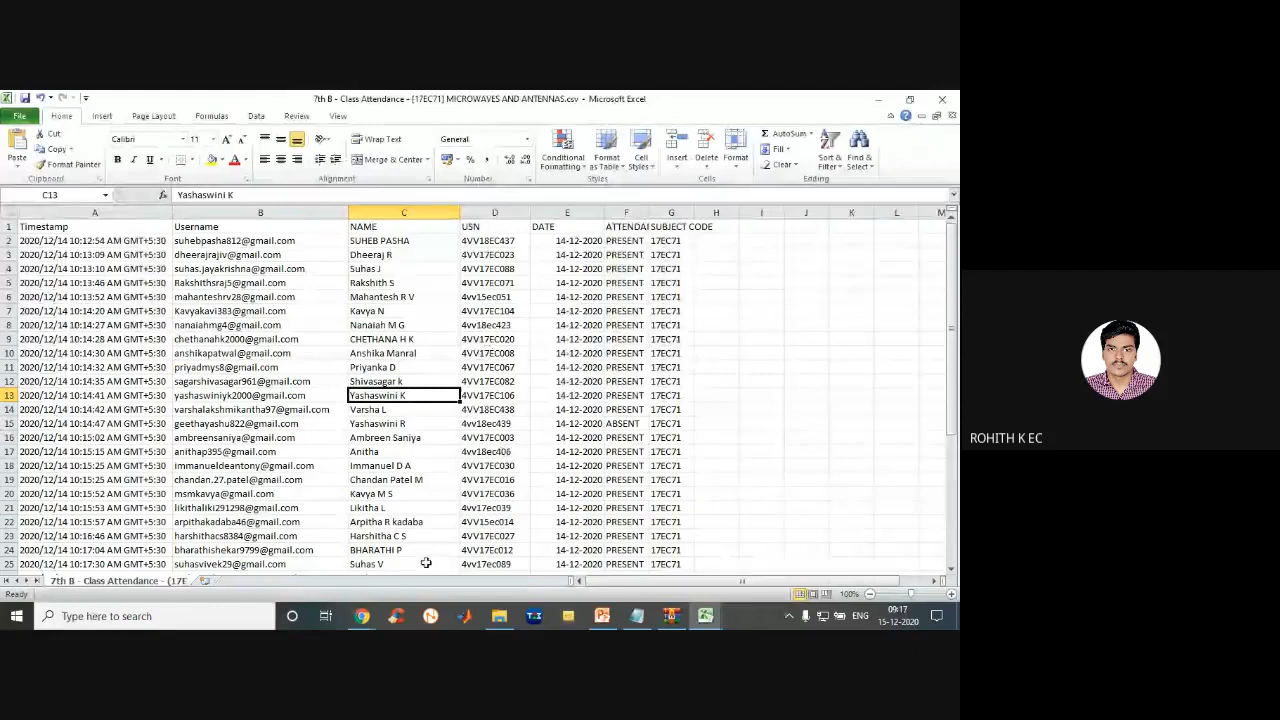 7th B - Class Attendance - [17EC71] MICROWAVES AND ANTENNAS.csv - Microsoft Excel
File Home Insert Page Layout Formulas Data Review View
Cut Calibri 11 Wrap Text General AutoSum
Copy Fill
Paste Format Painter Merge & Center Conditional Formatting Format as Table Cell Styles Insert Delete Format Clear Sort & Filter Find & Select
Clipboard Font Alignment Number Styles Cells Editing
C13 fx Yashaswini K
A B C D E F G H I J K L M
1 Timestamp Username NAME USN DATE ATTENDAI SUBJECT CODE
2 2020/12/14 10:12:54 AM GMT+5:30 suhebpasha812@gmail.com SUHEB PASHA 4VV18EC437 14-12-2020 PRESENT 17EC71
3 2020/12/14 10:13:09 AM GMT+5:30 dheerajrajiv@gmail.com Dheeraj R 4VV17EC023 14-12-2020 PRESENT 17EC71
4 2020/12/14 10:13:10 AM GMT+5:30 suhas.jayakrishna@gmail.com Suhas J 4VV17EC088 14-12-2020 PRESENT 17EC71
5 2020/12/14 10:13:46 AM GMT+5:30 Rakshithsraj5@gmail.com Rakshith S 4VV17EC071 14-12-2020 PRESENT 17EC71
6 2020/12/14 10:13:52 AM GMT+5:30 mahanteshrv28@gmail.com Mahantesh R V 4vv15ec051 14-12-2020 PRESENT 17EC71
7 2020/12/14 10:14:00 AM GMT+5:30 Kavyakavi383@gmail.com Kavya N 4VV17EC104 14-12-2020 PRESENT 17EC71
8 2020/12/14 10:14:27 AM GMT+5:30 nanaiahmg4@gmail.com Nanaiah M G 4vv18ec423 14-12-2020 PRESENT 17EC71
9 2020/12/14 10:14:28 AM GMT+5:30 chethanahk2000@gmail.com CHETHANA H K 4VV17EC020 14-12-2020 PRESENT 17EC71
10 2020/12/14 10:14:30 AM GMT+5:30 anshikapatwal@gmail.com Anshika Manral 4VV17EC008 14-12-2020 PRESENT 17EC71
11 2020/12/14 10:14:32 AM GMT+5:30 priyadmys8@gmail.com Priyanka D 4VV17EC067 14-12-2020 PRESENT 17EC71
12 2020/12/14 10:14:35 AM GMT+5:30 sagarshivasagar961@gmail.com Shivasagar k 4VV17EC082 14-12-2020 PRESENT 17EC71
13 2020/12/14 10:14:41 AM GMT+5:30 yashaswiniyk2000@gmail.com Yashaswini K 4VV17EC106 14-12-2020 PRESENT 17EC71
14 2020/12/14 10:14:42 AM GMT+5:30 varshalakshmikantha97@gmail.com Varsha L 4VV18EC438 14-12-2020 PRESENT 17EC71
15 2020/12/14 10:14:47 AM GMT+5:30 geethayashu822@gmail.com Yashaswini R 4vv18ec439 14-12-2020 ABSENT 17EC71
16 2020/12/14 10:15:02 AM GMT+5:30 ambreensaniya@gmail.com Ambreen Saniya 4VV17EC003 14-12-2020 PRESENT 17EC71
17 2020/12/14 10:15:15 AM GMT+5:30 anithap395@gmail.com Anitha 4vv18ec406 14-12-2020 PRESENT 17EC71
18 2020/12/14 10:15:15 AM GMT+5:30 immanueldeantony@gmail.com Immanuel D A 4VV17EC030 14-12-2020 PRESENT 17EC71
19 2020/12/14 10:15:25 AM GMT+5:30 chandan.27.patel@gmail.com Chandan Patel M 4VV17EC016 14-12-2020 PRESENT 17EC71
20 2020/12/14 10:15:52 AM GMT+5:30 msmkavya@gmail.com Kavya M S 4VV17EC036 14-12-2020 PRESENT 17EC71
21 2020/12/14 10:15:57 AM GMT+5:30 likithaliki291299@gmail.com Likitha L 4vv17ec039 14-12-2020 PRESENT 17EC71
22 2020/12/14 10:15:57 AM GMT+5:30 arpithakadaba46@gmail.com Arpitha R kadaba 4VV15ec014 14-12-2020 PRESENT 17EC71
23 2020/12/14 10:16:46 AM GMT+5:30 harshithacs8384@gmail.com Harshitha C S 4VV17EC027 14-12-2020 PRESENT 17EC71
24 2020/12/14 10:17:04 AM GMT+5:30 bharathishekar9799@gmail.com BHARATHI P 4VV17Ec012 14-12-2020 PRESENT 17EC71
25 2020/12/14 10:17:30 AM GMT+5:30 suhasvivek29@gmail.com Suhas V 4vv17ec089 14-12-2020 PRESENT 17EC71
7th B - Class Attendance - (17E
Ready 100%
Type here to search ENG 09:17
15-12-2020
ROHITH K EC